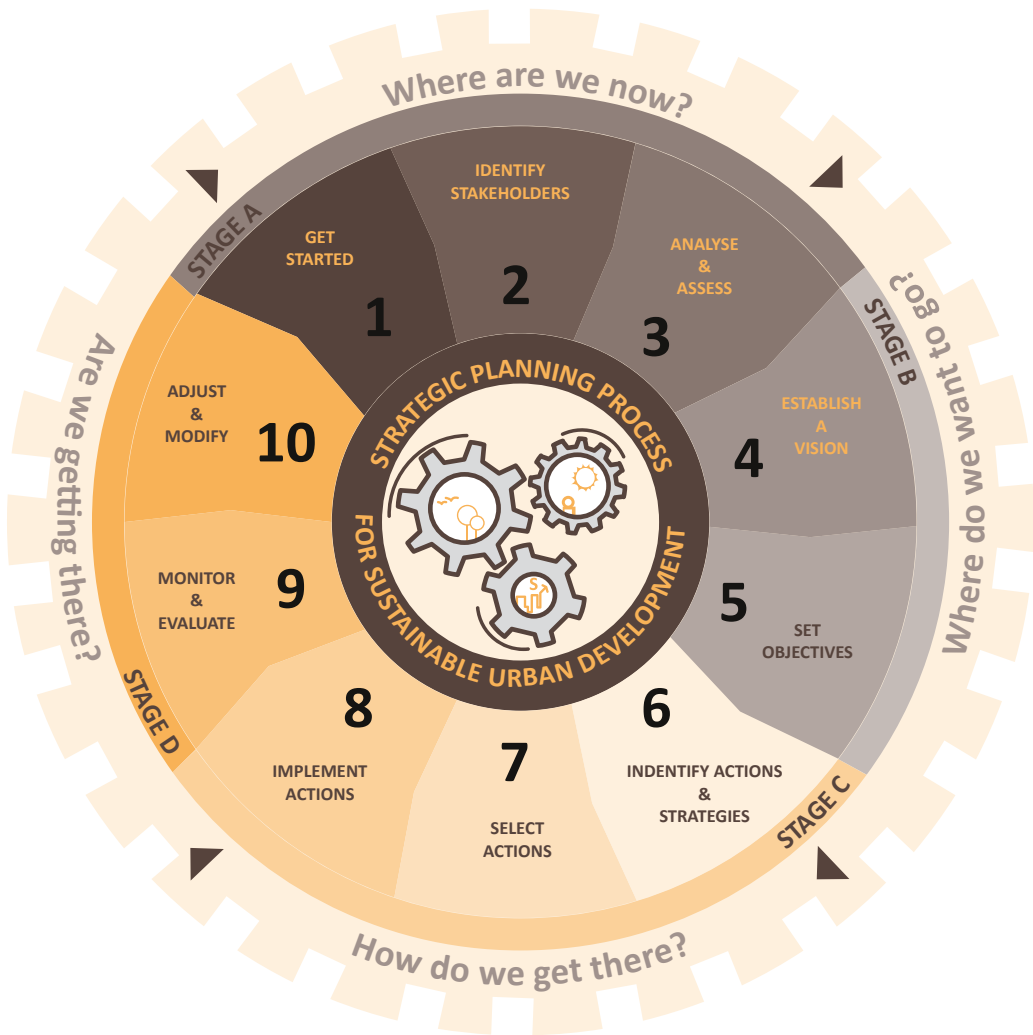 Where are we now?
STAGE A
GET
STARTED
1
IDENTIFY
STAKEHOLDERS
2
ANALYSE
&
ASSESS
3
Where do we want to go?
STAGE B
ESTABLISH
A
VISION
4
SET
OBJECTIVES
5
How do we get there?
STAGE C
INDENTIFY ACTIONS
&
STRATEGIES
6
SELECT
ACTIONS
7
IMPLEMENT
ACTIONS
8
Are we getting there?
STAGE D
MONITOR
&
EVALUATE
9
ADJUST
&
MODIFY
10
STRATEGIC PLANNING PROCESS
FOR SUSTAINABLE URBAN DEVELOPMENT
S